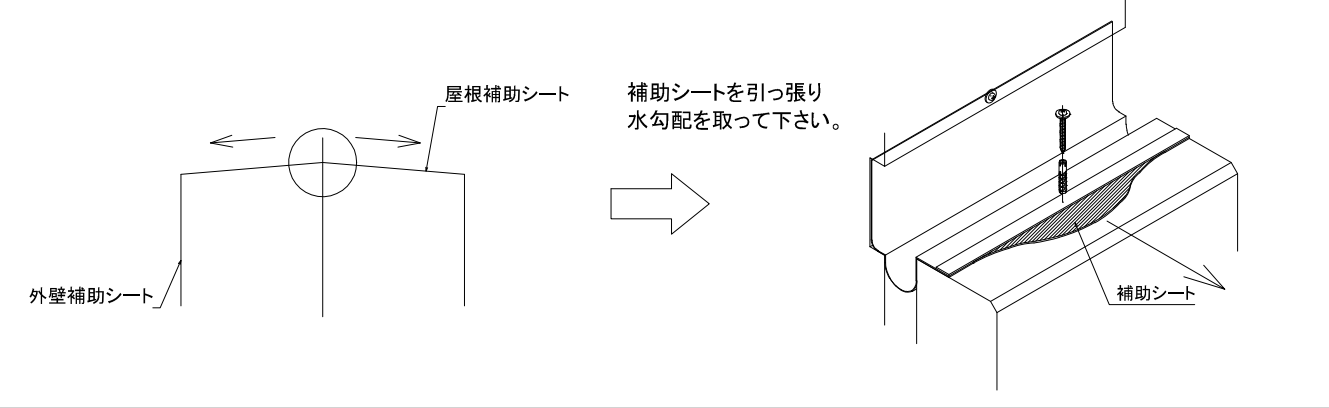 屋根補助シート
外壁補助シート
補助シートを引っ張り
水勾配を取って下さい。
補助シート